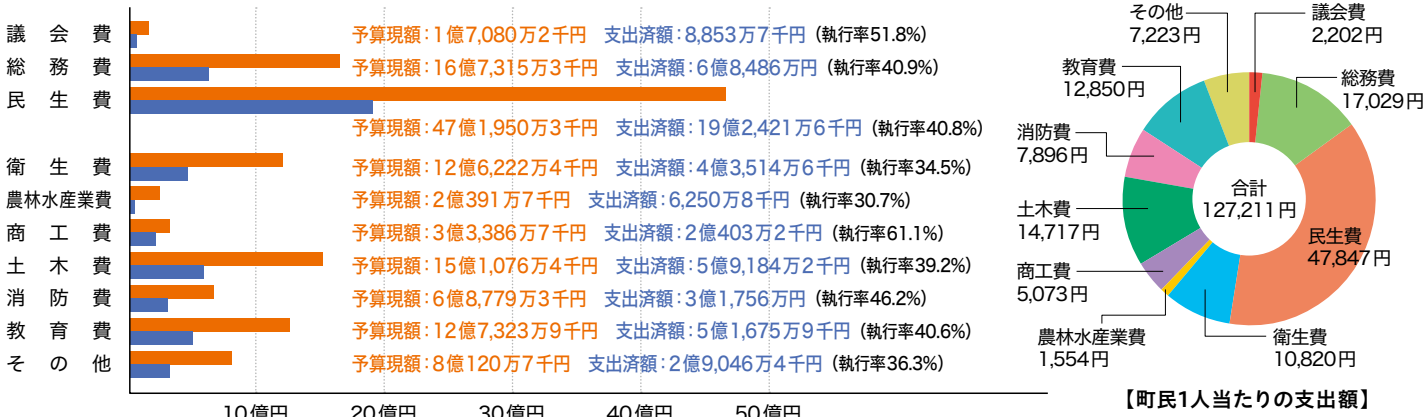 議会費 予算現額：1億7,080万2千円 支出済額：8,853万7千円（執行率51.8%）
総務費 予算現額：16億7,315万3千円 支出済額：6億8,486万円（執行率40.9%）
民生費
予算現額：47億1,950万3千円 支出済額：19億2,421万6千円（執行率40.8%）
衛生費 予算現額：12億6,222万4千円 支出済額：4億3,514万6千円（執行率34.5%）
農林水産業費 予算現額：2億391万7千円 支出済額：6,250万8千円（執行率30.7%）
商工費 予算現額：3億3,386万7千円 支出済額：2億403万2千円（執行率61.1%）
土木費 予算現額：15億1,076万4千円 支出済額：5億9,184万2千円（執行率39.2%）
消防費 予算現額：6億8,779万3千円 支出済額：3億1,756万円（執行率46.2%）
教育費 予算現額：12億7,323万9千円 支出済額：5億1,675万9千円（執行率40.6%）
その他 予算現額：8億120万7千円 支出済額：2億9,046万4千円（執行率36.3%）
10億円 20億円 30億円 40億円 50億円
その他
7,223円
議会費
2,202円
教育費
12,850円
総務費
17,029円
消防費
7,896円
合計
127,211円
土木費
14,717円
民生費
47,847円
商工費
5,073円
農林水産業費
1,554円
衛生費
10,820円
【町民1人当たりの支出額】